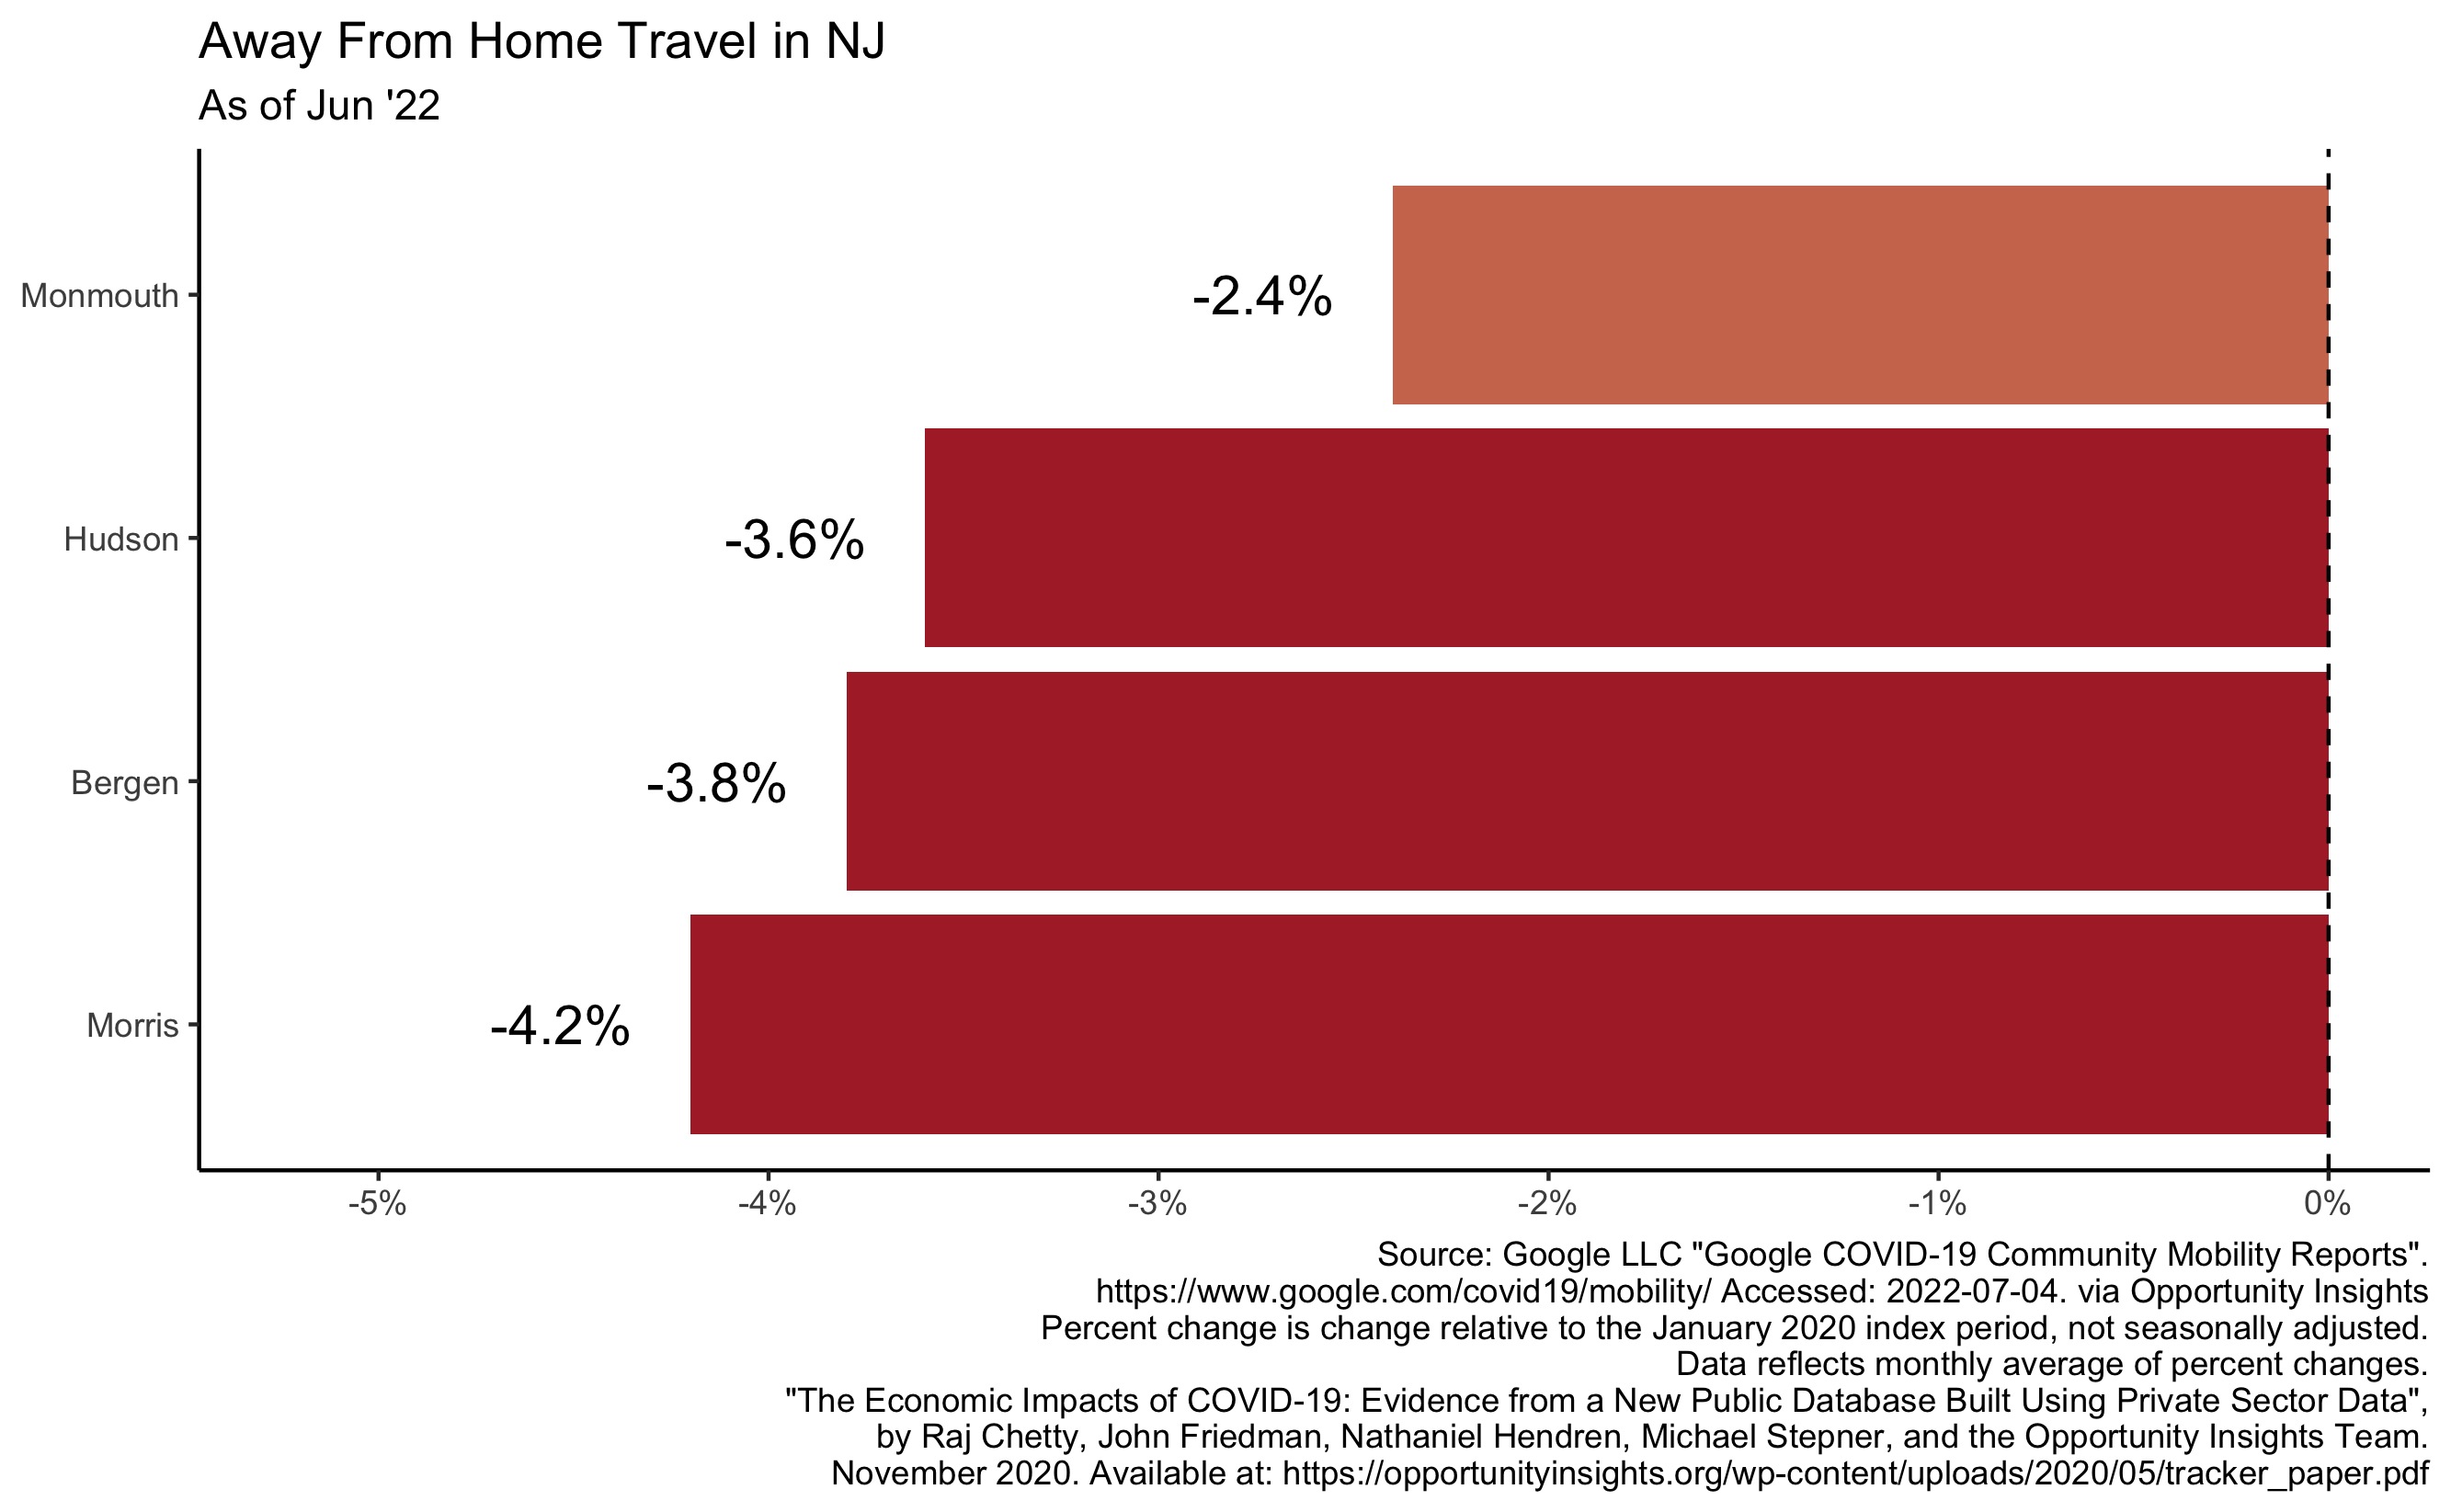 Away From Home Travel in NJ
As of Jun '22
Monmouth
-2.4%
Hudson
-3.6%
Bergen
-3.8%
Morris
-4.2%
-5% -4% -3% -2% -1% 0%
Source: Google LLC "Google COVID-19 Community Mobility Reports".
https://www.google.com/covid19/mobility/ Accessed: 2022-07-04. via Opportunity Insights
Percent change is change relative to the January 2020 index period, not seasonally adjusted.
Data reflects monthly average of percent changes.
"The Economic Impacts of COVID-19: Evidence from a New Public Database Built Using Private Sector Data",
by Raj Chetty, John Friedman, Nathaniel Hendren, Michael Stepner, and the Opportunity Insights Team.
November 2020. Available at: https://opportunityinsights.org/wp-content/uploads/2020/05/tracker_paper.pdf